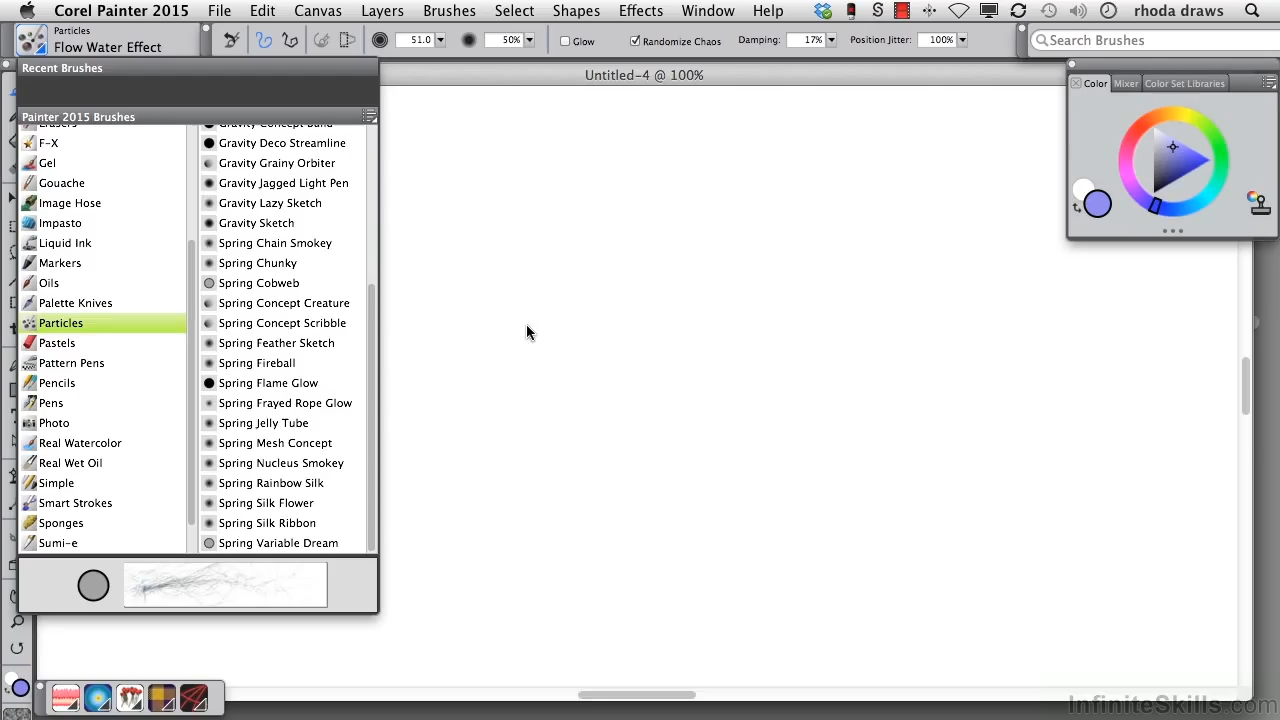 Corel Painter 2015 File Edit Canvas Layers Brushes Select Shapes Effects Window Help rhoda draws
Particles
Flow Water Effect
51.0
50%
Glow
Randomize Chaos
Damping: 17%
Position Jitter: 100%
Search Brushes
Recent Brushes
Untitled-4 @ 100%
Color Mixer Color Set Libraries
Painter 2015 Brushes
Erasers
F-X
Gel
Gouache
Image Hose
Impasto
Liquid Ink
Markers
Oils
Palette Knives
Particles
Pastels
Pattern Pens
Pencils
Pens
Photo
Real Watercolor
Real Wet Oil
Simple
Smart Strokes
Sponges
Sumi-e
Gravity Concept Band
Gravity Deco Streamline
Gravity Grainy Orbiter
Gravity Jagged Light Pen
Gravity Lazy Sketch
Gravity Sketch
Spring Chain Smokey
Spring Chunky
Spring Cobweb
Spring Concept Creature
Spring Concept Scribble
Spring Feather Sketch
Spring Fireball
Spring Flame Glow
Spring Frayed Rope Glow
Spring Jelly Tube
Spring Mesh Concept
Spring Nucleus Smokey
Spring Rainbow Silk
Spring Silk Flower
Spring Silk Ribbon
Spring Variable Dream
InfiniteSkills.com